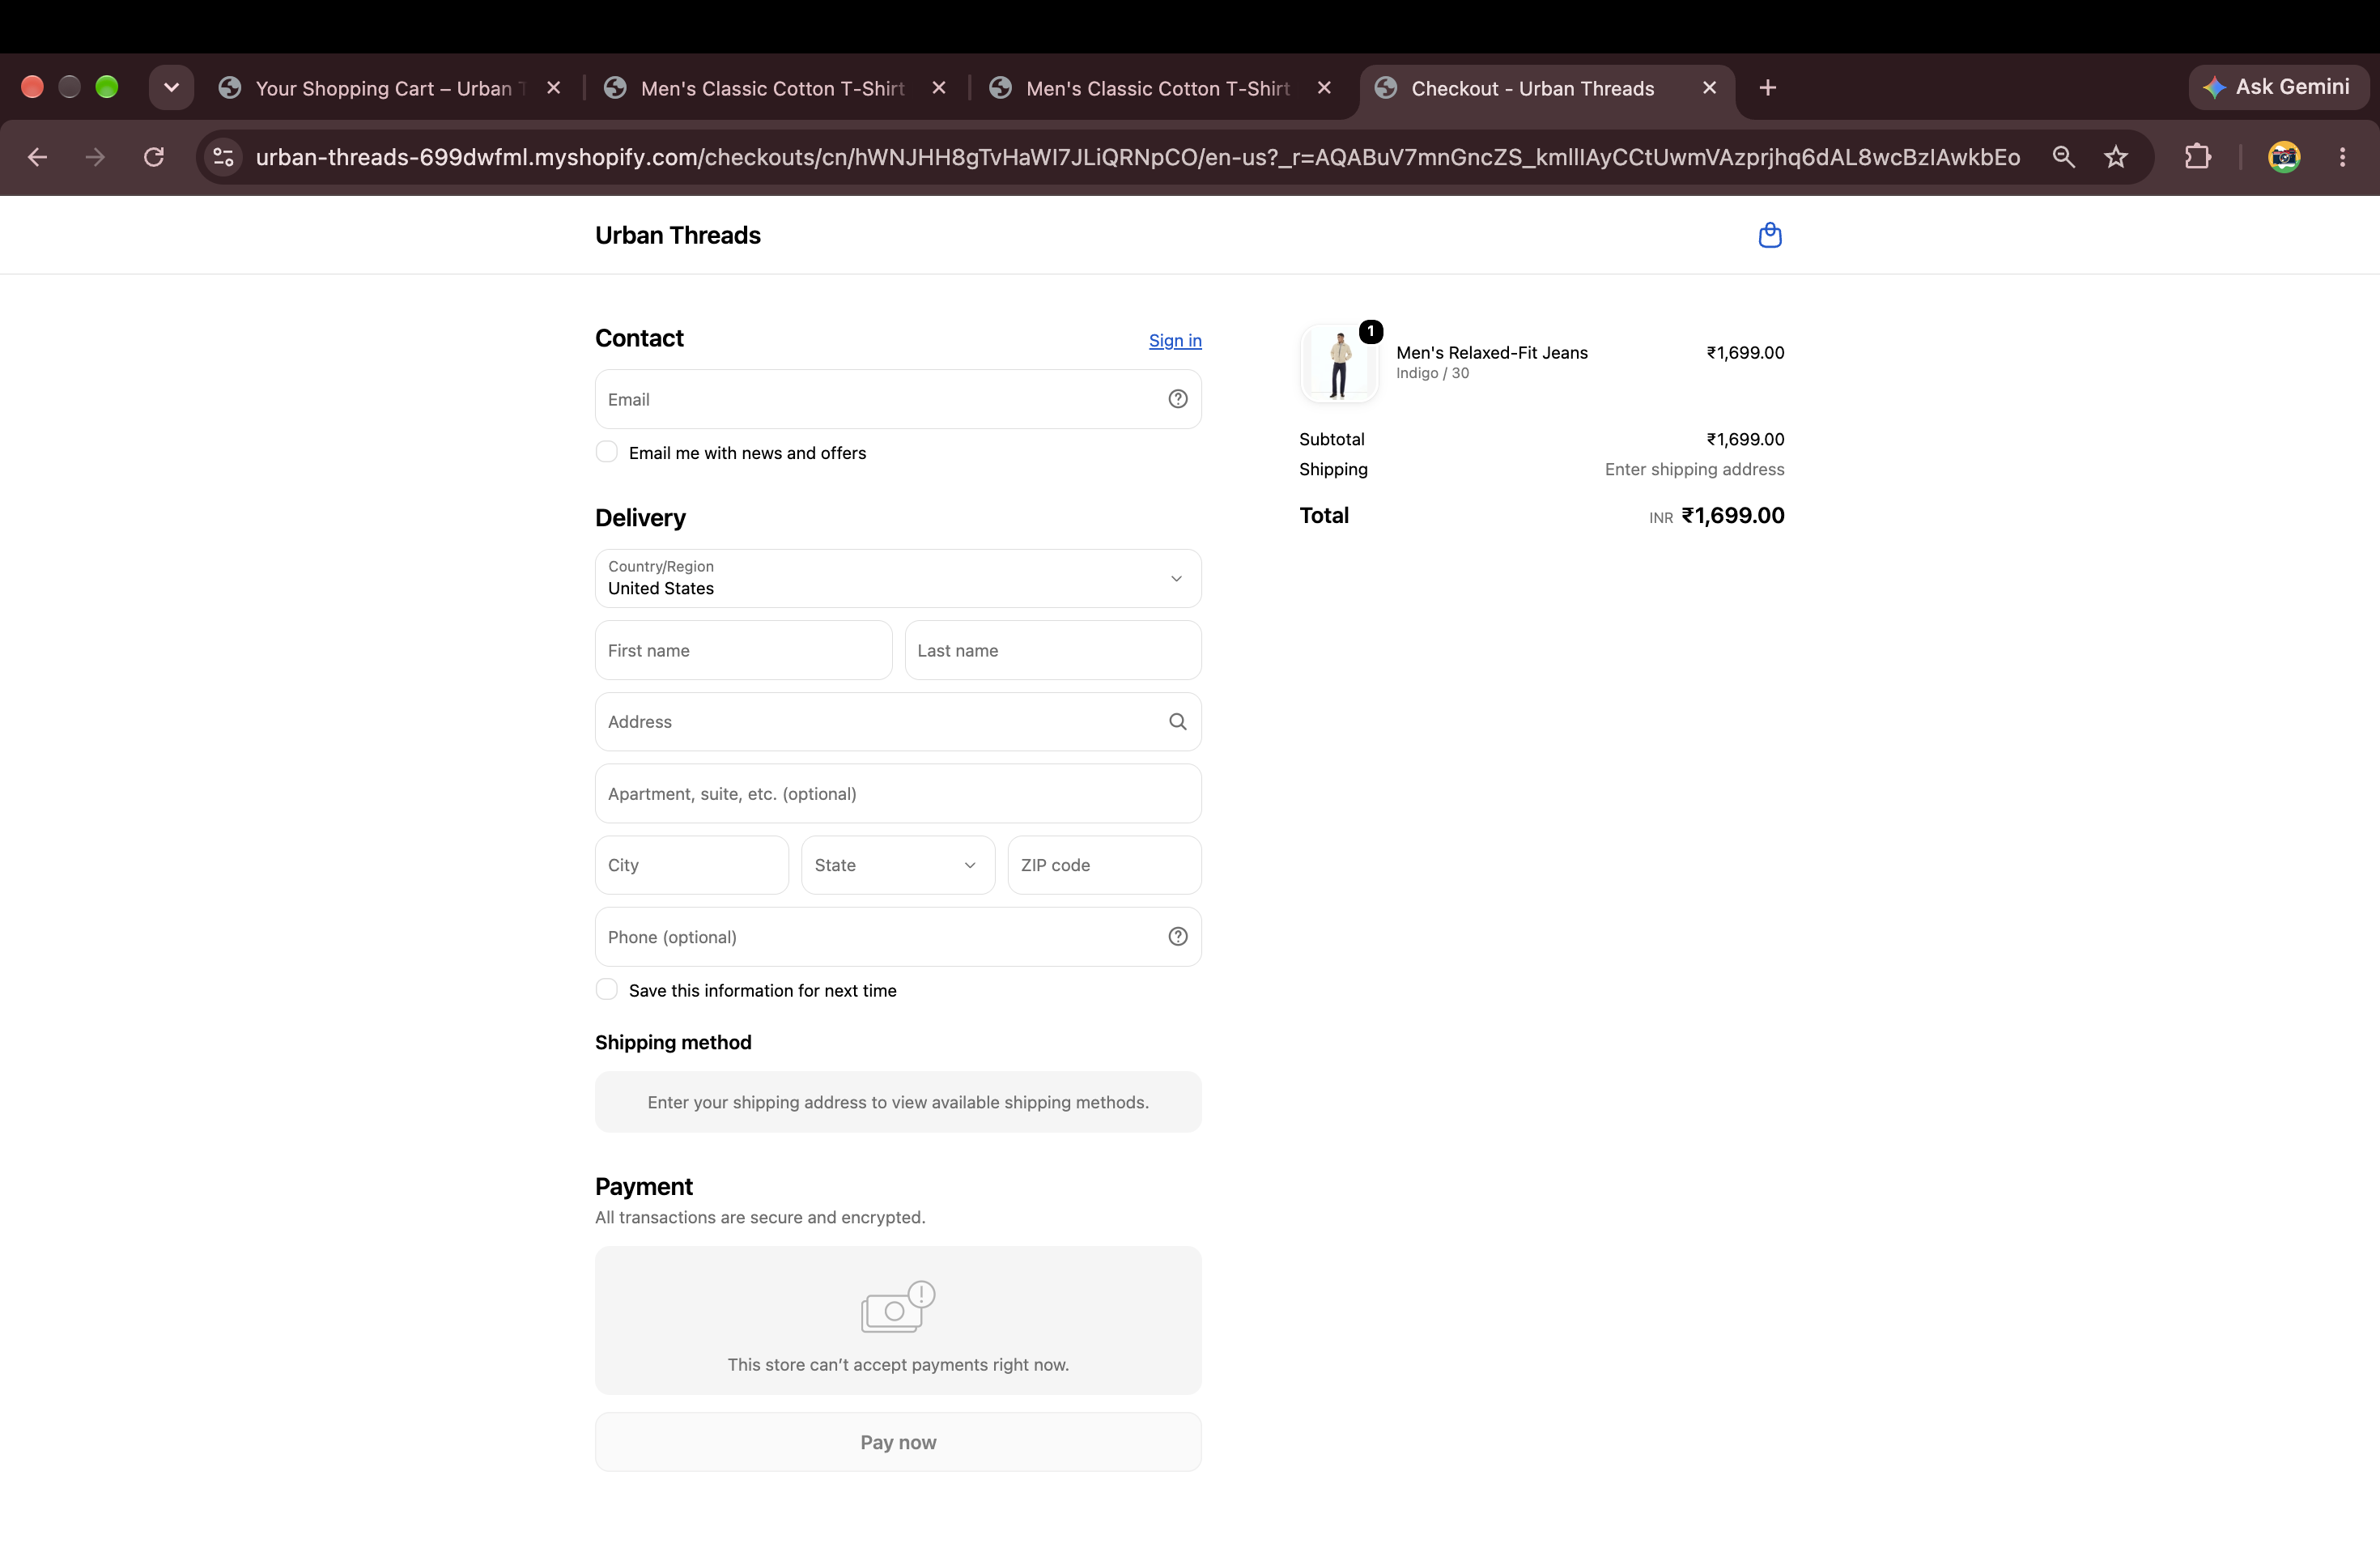 Your Shopping Cart – Urban
Men's Classic Cotton T-Shirt
Men's Classic Cotton T-Shirt
Checkout - Urban Threads
Ask Gemini
urban-threads-699dwfml.myshopify.com/checkouts/cn/hWNJHH8gTvHaWI7JLiQRNpCO/en-us?_r=AQABuV7mnGncZS_kmllIAyCCtUwmVAzprjhq6dAL8wcBzIAwkbEo
Urban Threads
Contact
Sign in
Email
Email me with news and offers
Delivery
Country/Region
United States
First name
Last name
Address
Apartment, suite, etc. (optional)
City
State
ZIP code
Phone (optional)
Save this information for next time
Shipping method
Enter your shipping address to view available shipping methods.
Payment
All transactions are secure and encrypted.
This store can't accept payments right now.
Pay now
1
Men's Relaxed-Fit Jeans
₹1,699.00
Indigo / 30
Subtotal
₹1,699.00
Shipping
Enter shipping address
Total
INR ₹1,699.00